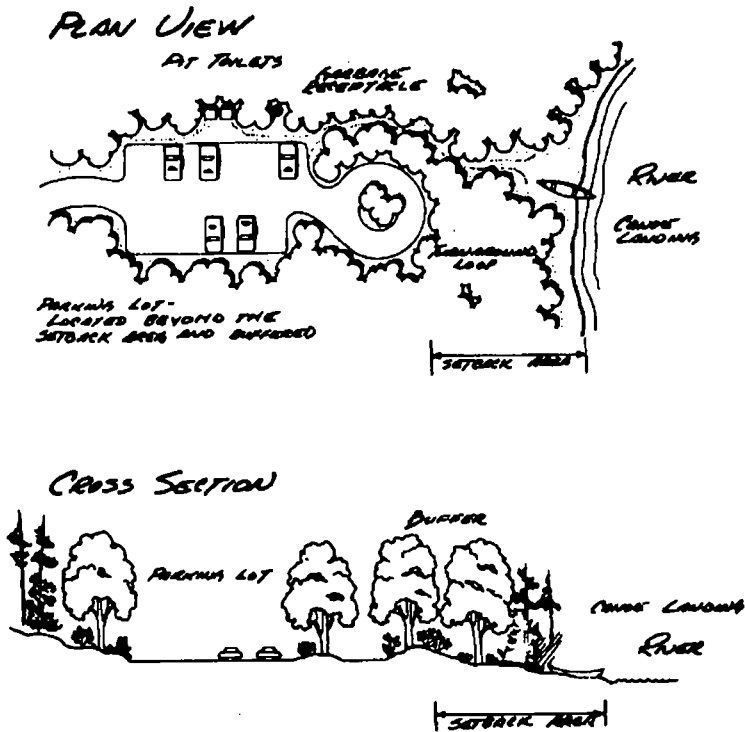 PLAN VIEW
PIT TOILETS
GARBAGE
RECEPTACLE
RIVER
CANOE
LANDING
TURNAROUND
LOOP
PARKING LOT-
LOCATED BEYOND THE
SETBACK AREA AND BUFFERED
SETBACK AREA
CROSS SECTION
BUFFER
PARKING LOT
CANOE LANDING
RIVER
SETBACK AREA